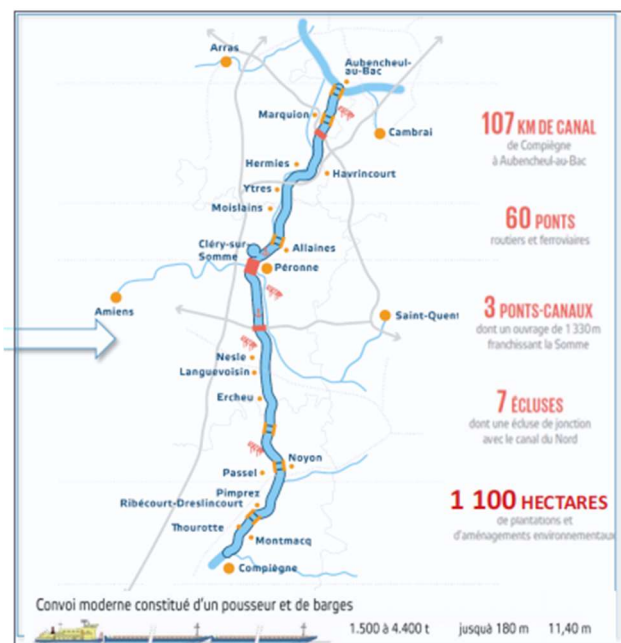 Arras
Aubencheul-
au-Bac
Marquion
Cambrai
Hermies
Havrincourt
Ytres
Moislains
Cléry-sur-
Somme
Allaines
Péronne
Amiens
Saint-Quent
Nesle
Languevoisin
Ercheu
Noyon
Passel
Pimprex
Ribécourt-Dreslincourt
Thourotte
Montmacq
Compiègne
107 KM DE CANAL
de Compiègne
à Aubencheul-au-Bac
60 PONTS
routiers et ferroviaires
3 PONTS-CANAUX
dont un ouvrage de 1 330 m
franchissant la Somme
7 ÉCLUSES
dont une écluse de jonction
avec le canal du Nord
1 100 HECTARES
de plantations et
d'aménagements environnementaux
Convoi moderne constitué d'un pousseur et de barges
1.500 à 4.400 t jusquà 180 m 11,40 m